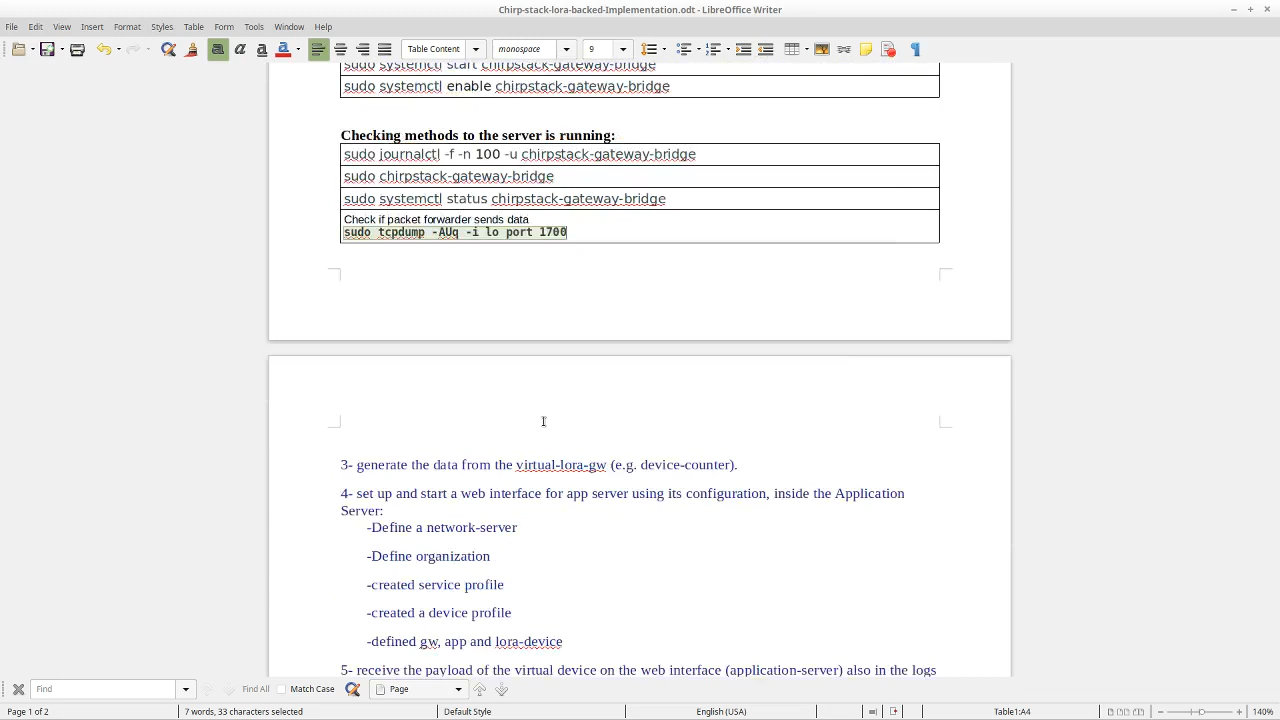 Chirp-stack-lora-backed-Implementation.odt - LibreOffice Writer
File Edit View Insert Format Styles Table Form Tools Window Help
Table Content monospace 9
sudo systemctl start chirpstack-gateway-bridge
sudo systemctl enable chirpstack-gateway-bridge
Checking methods to the server is running:
sudo journalctl -f -n 100 -u chirpstack-gateway-bridge
sudo chirpstack-gateway-bridge
sudo systemctl status chirpstack-gateway-bridge
Check if packet forwarder sends data
sudo tcpdump -AUq -i lo port 1700
3- generate the data from the virtual-lora-gw (e.g. device-counter).
4- set up and start a web interface for app server using its configuration, inside the Application
Server:
-Define a network-server
-Define organization
-created service profile
-created a device profile
-defined gw, app and lora-device
5- receive the payload of the virtual device on the web interface (application-server) also in the logs
Find Find All Match Case Page
Page 1 of 2 7 words, 33 characters selected Default Style English (USA) Table1:A4 140%